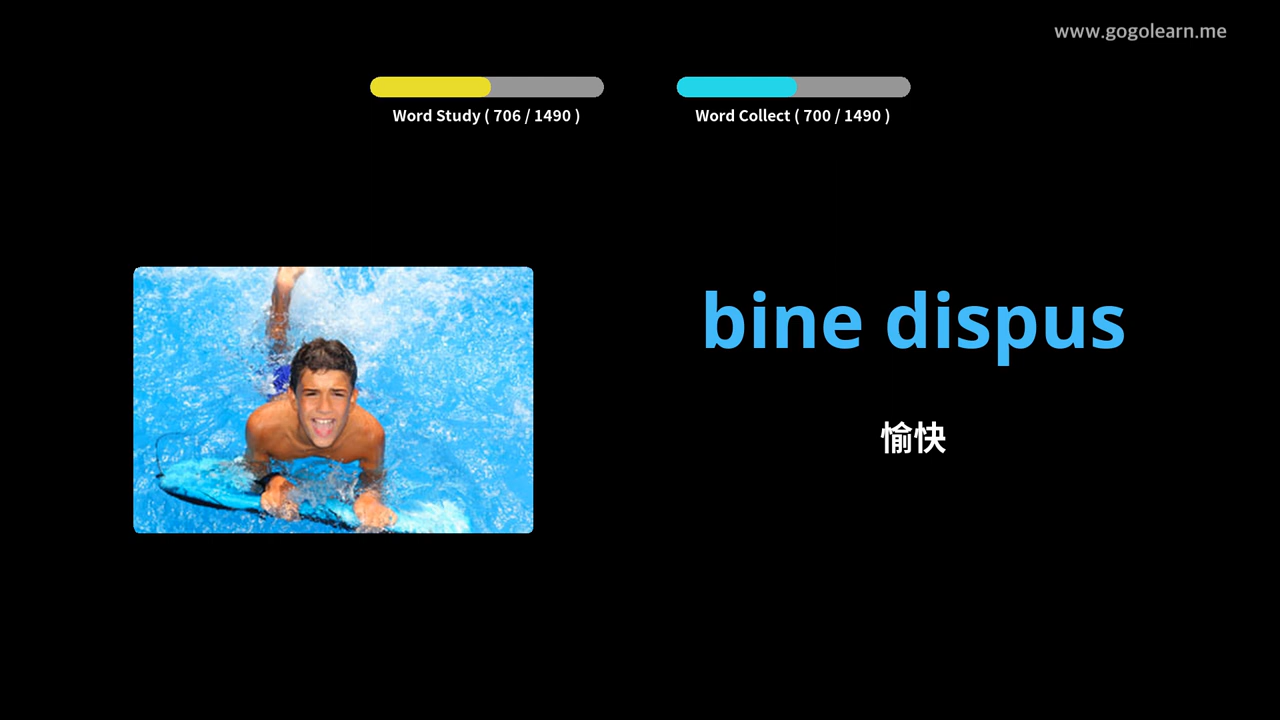 www.gogolearn.me
Word Study ( 706 / 1490 )
Word Collect ( 700 / 1490 )
bine dispus
愉快